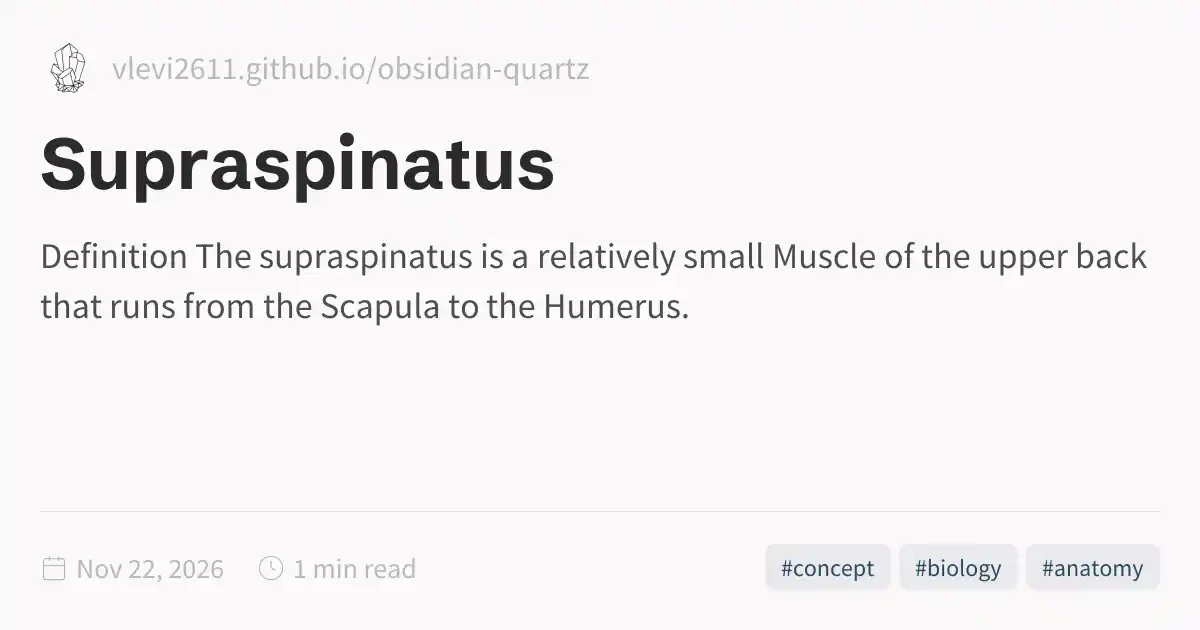 vlevi2611.github.io/obsidian-quartz
Supraspinatus
Definition The supraspinatus is a relatively small Muscle of the upper back
that runs from the Scapula to the Humerus.
Nov 22, 2026 1 min read #concept #biology #anatomy